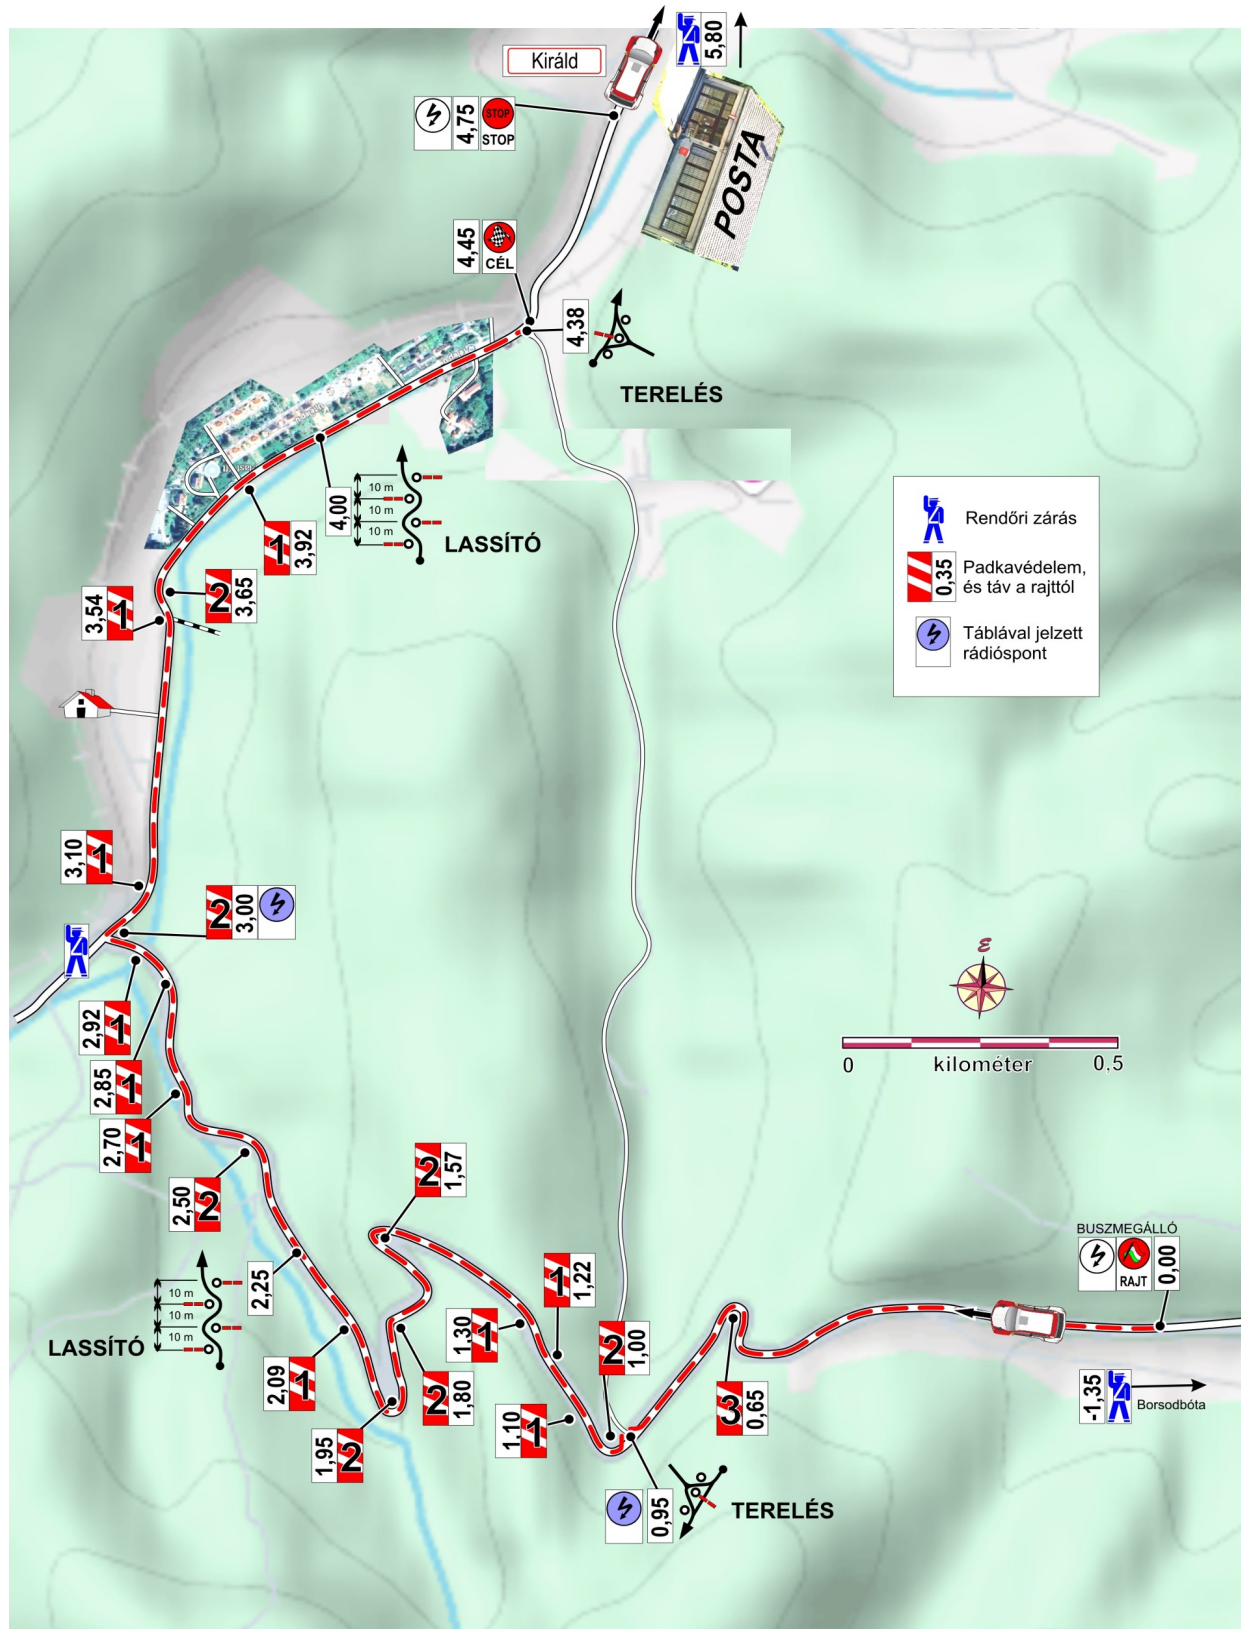 5,80
Királd
4,75
STOP
STOP
POSTA
4,45
CÉL
4,38
TERELÉS
10 m
10 m
10 m
4,00
LASSÍTÓ
1
3,92
Rendőri zárás
0,35
Padkavédelem,
és táv a rajttól
Táblával jelzett
rádióspont
3,54
1
2
3,65
3,10
1
2
3,00
ε
0
kilométer
0,5
2,92
1
2,85
1
2,70
1
2,50
2
2
1,57
BUSZMEGÁLLÓ
RAJT
0,00
10 m
10 m
10 m
2,25
LASSÍTÓ
1
1,22
1,30
1
2
1,00
2,09
1
2
1,80
3
0,65
-1,35
Borsodbóta
1,95
2
1,10
1
0,95
TERELÉS